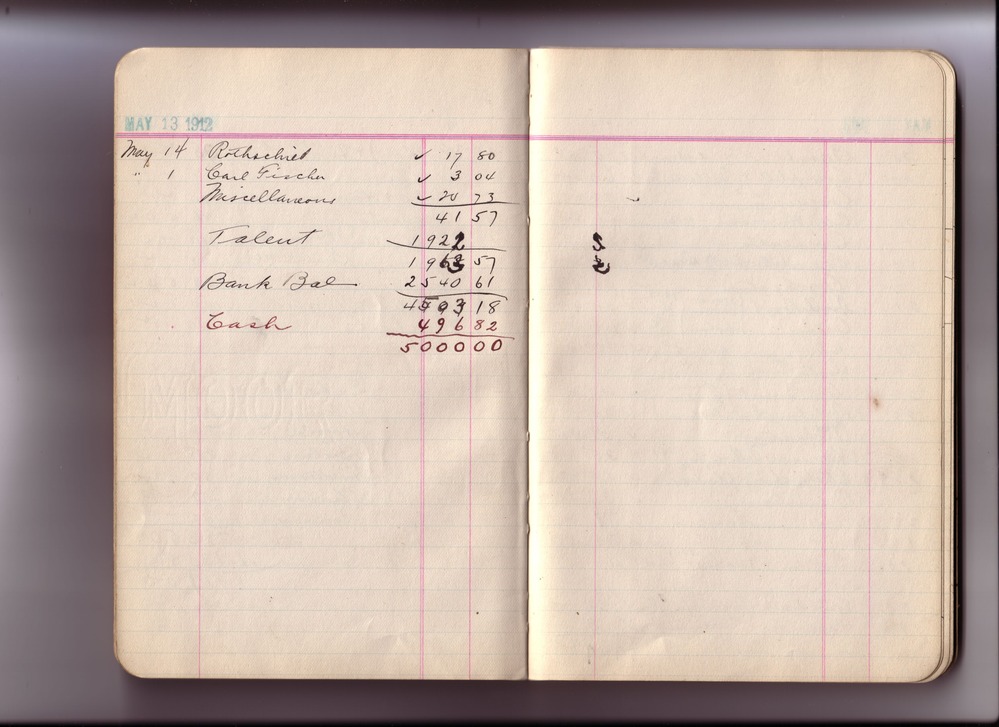 MAY 13 1912
May 14 Rothschild ✓ 17 80
" 1 Carl Fischer ✓ 3 04
Miscellaneous ✓ 20 73
41 57
Talent 1922
1963 57
Bank Bal 2540 61
4503 18
Cash 496 82
5000 00